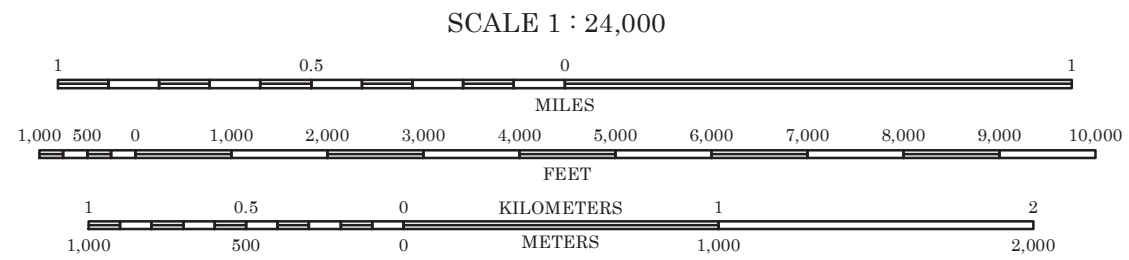 SCALE 1 : 24,000
1 0.5 0 1
MILES
1,000 500 0 1,000 2,000 3,000 4,000 5,000 6,000 7,000 8,000 9,000 10,000
FEET
1 0.5 0 KILOMETERS 1 2
1,000 500 0 METERS 1,000 2,000